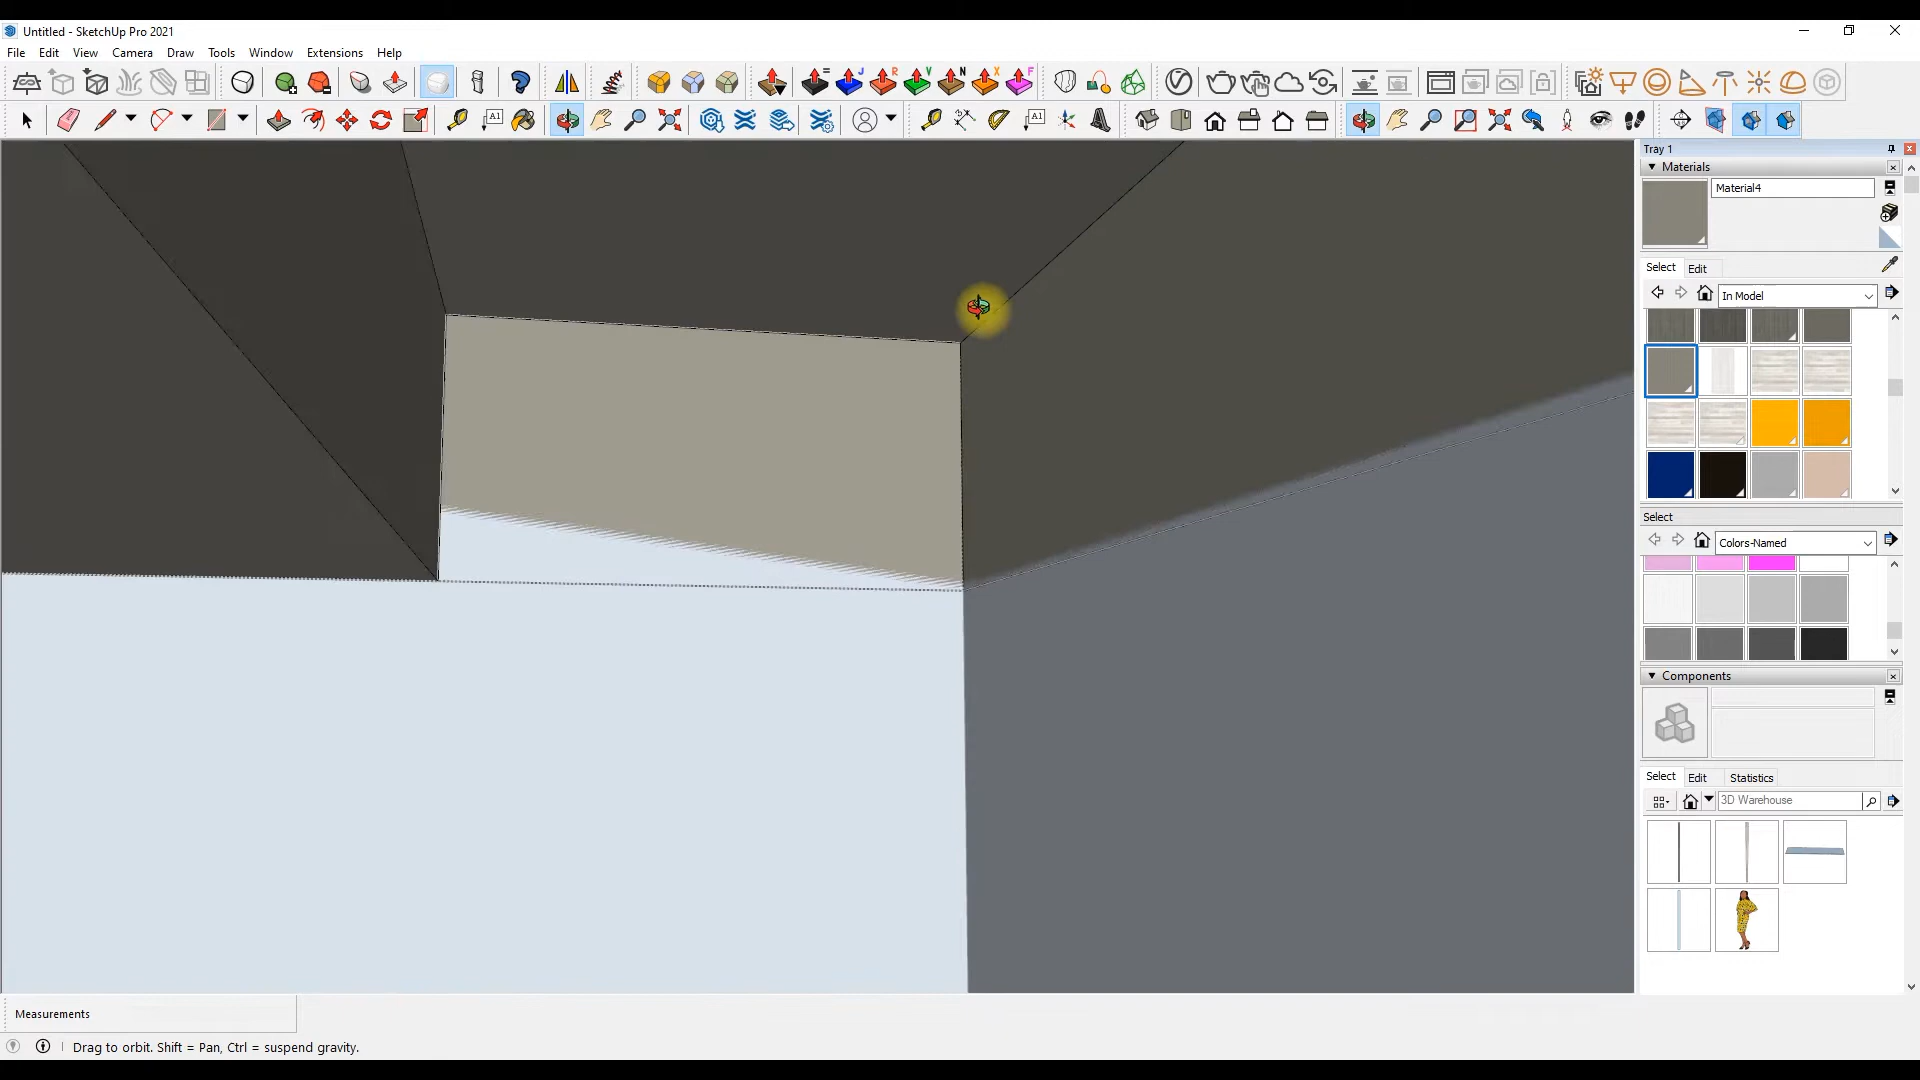 Untitled - SketchUp Pro 2021
File Edit View Camera Draw Tools Window Extensions Help
= J R V N X F
A1 A1
Tray 1
Materials
Material4
Select Edit
In Model
Select
Colors-Named
Components
Select Edit Statistics
3D Warehouse
Measurements
Drag to orbit. Shift = Pan, Ctrl = suspend gravity.